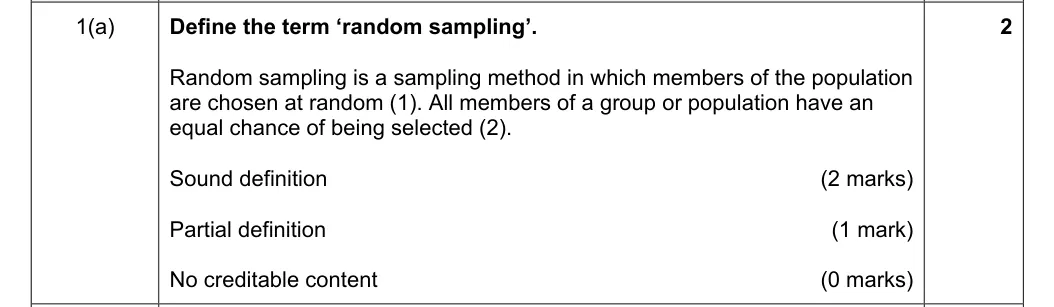 1(a)
Define the term ‘random sampling’.
2
Random sampling is a sampling method in which members of the population
are chosen at random (1). All members of a group or population have an
equal chance of being selected (2).
Sound definition (2 marks)
Partial definition (1 mark)
No creditable content (0 marks)